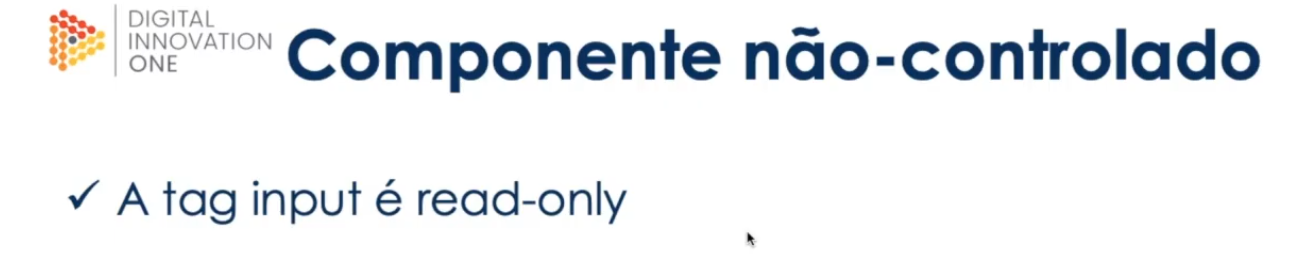 DIGITAL
INNOVATION
ONE
Componente não-controlado
✓ A tag input é read-only